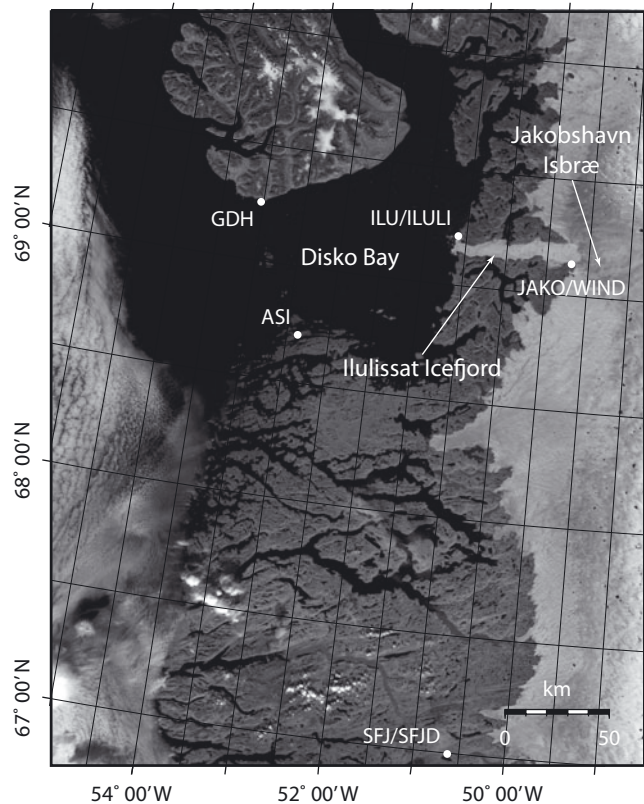 Jakobshavn
Isbræ
69° 00'N
GDH
ILU/ILULI
Disko Bay
JAKO/WIND
ASI
Ilulissat Icefjord
68° 00'N
67° 00'N
km
SFJ/SFJD
0
50
54° 00'W
52° 00'W
50° 00'W